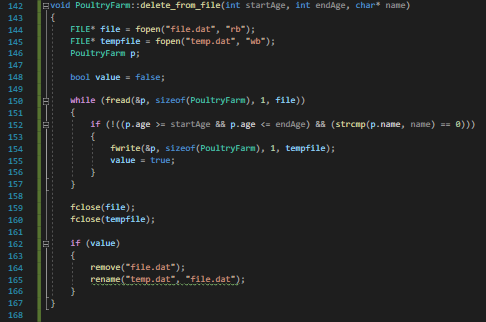 142 void PoultryFarm::delete_from_file(int startAge, int endAge, char* name)
143 {
144     FILE* file = fopen("file.dat", "rb");
145     FILE* tempfile = fopen("temp.dat", "wb");
146     PoultryFarm p;
147
148     bool value = false;
149
150     while (fread(&p, sizeof(PoultryFarm), 1, file))
151     {
152         if (!((p.age >= startAge && p.age <= endAge) && (strcmp(p.name, name) == 0)))
153         {
154             fwrite(&p, sizeof(PoultryFarm), 1, tempfile);
155             value = true;
156         }
157     }
158
159     fclose(file);
160     fclose(tempfile);
161
162     if (value)
163     {
164         remove("file.dat");
165         rename("temp.dat", "file.dat");
166     }
167 }
168